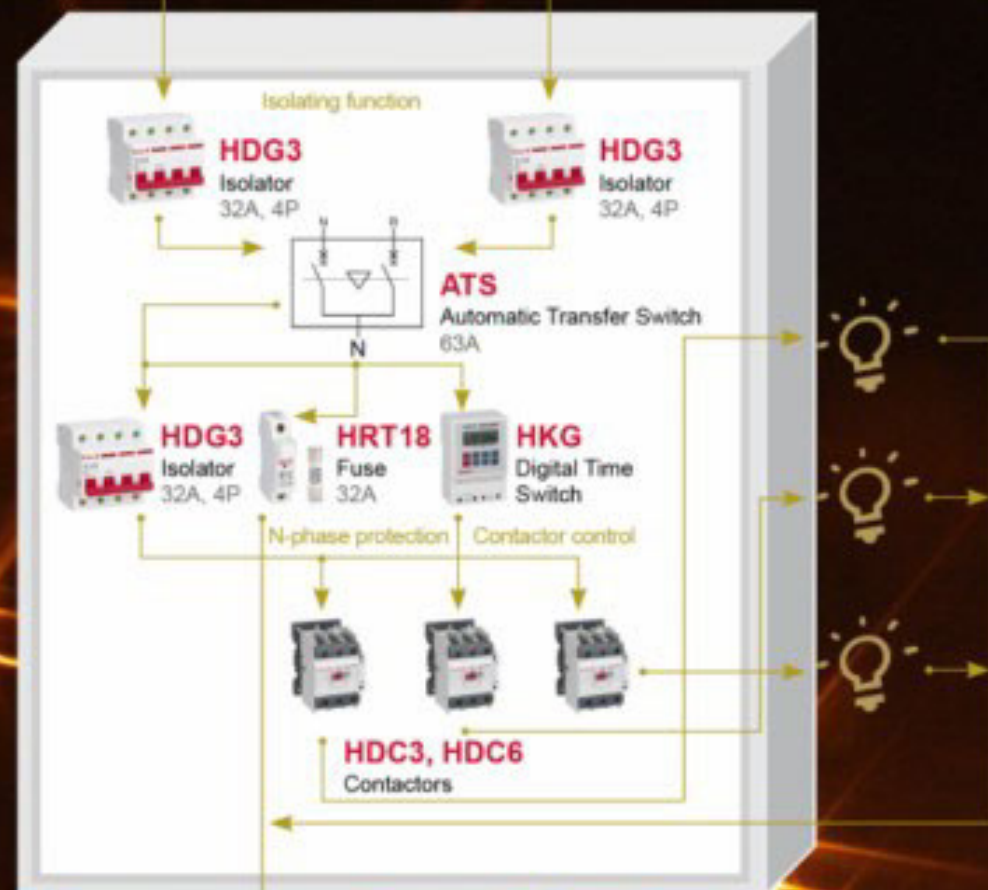 Isolating function
HDG3
Isolator
32A, 4P
HDG3
Isolator
32A, 4P
N
R
ATS
Automatic Transfer Switch
63A
N
HDG3
Isolator
32A, 4P
HRT18
Fuse
32A
HKG
Digital Time
Switch
N-phase protection
Contactor control
HDC3, HDC6
Contactors